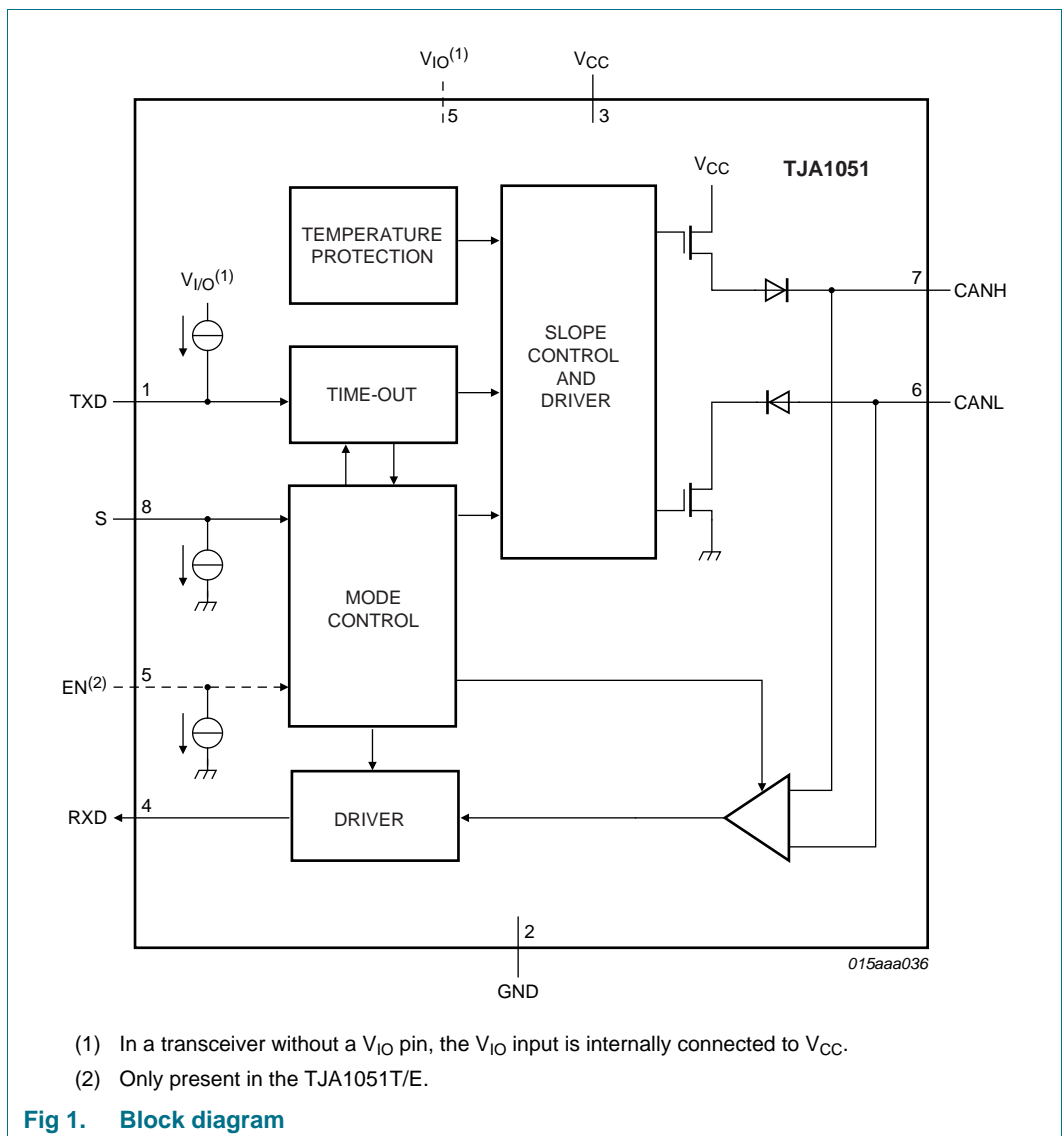 VIO(1)
VCC
5
3
VCC
TJA1051
TEMPERATURE
PROTECTION
VI/O(1)
7
CANH
SLOPE
CONTROL
AND
DRIVER
TXD
1
TIME-OUT
6
CANL
S
8
MODE
CONTROL
EN(2)
5
RXD
4
DRIVER
2
015aaa036
GND
(1) In a transceiver without a VIO pin, the VIO input is internally connected to VCC.
(2) Only present in the TJA1051T/E.
Fig 1. Block diagram